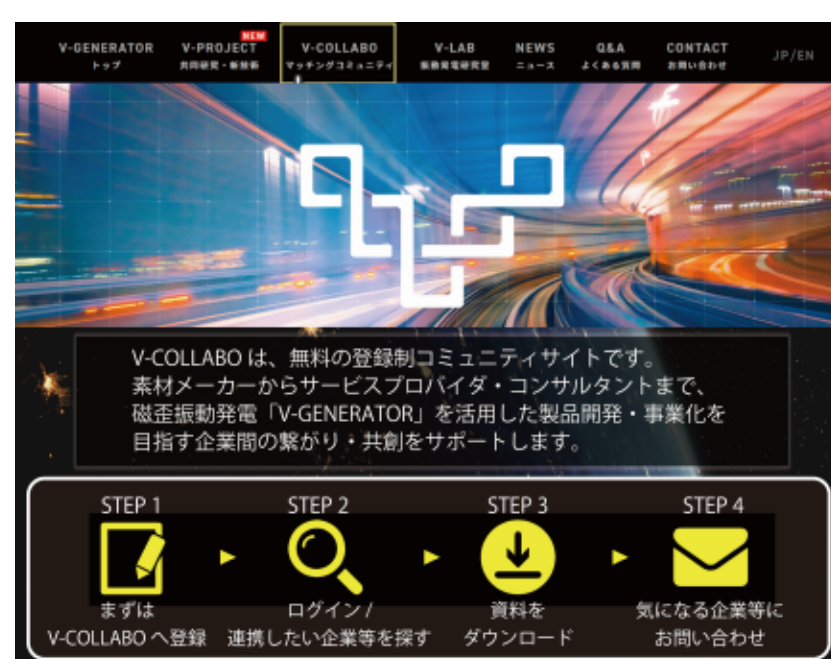 NEW
V-GENERATOR V-PROJECT V-COLLABO V-LAB NEWS Q&A CONTACT JP/EN
トップ 共同研究・新技術 マッチングコミュニティ 振動発電研究室 ニュース よくある質問 お問い合わせ
V-COLLABO は、無料の登録制コミュニティサイトです。
素材メーカーからサービスプロバイダ・コンサルタントまで、
磁歪振動発電「V-GENERATOR」を活用した製品開発・事業化を
目指す企業間の繋がり・共創をサポートします。
STEP 1 STEP 2 STEP 3 STEP 4
まずは ログイン / 資料を 気になる企業等に
V-COLLABO へ登録 連携したい企業等を探す ダウンロード お問い合わせ